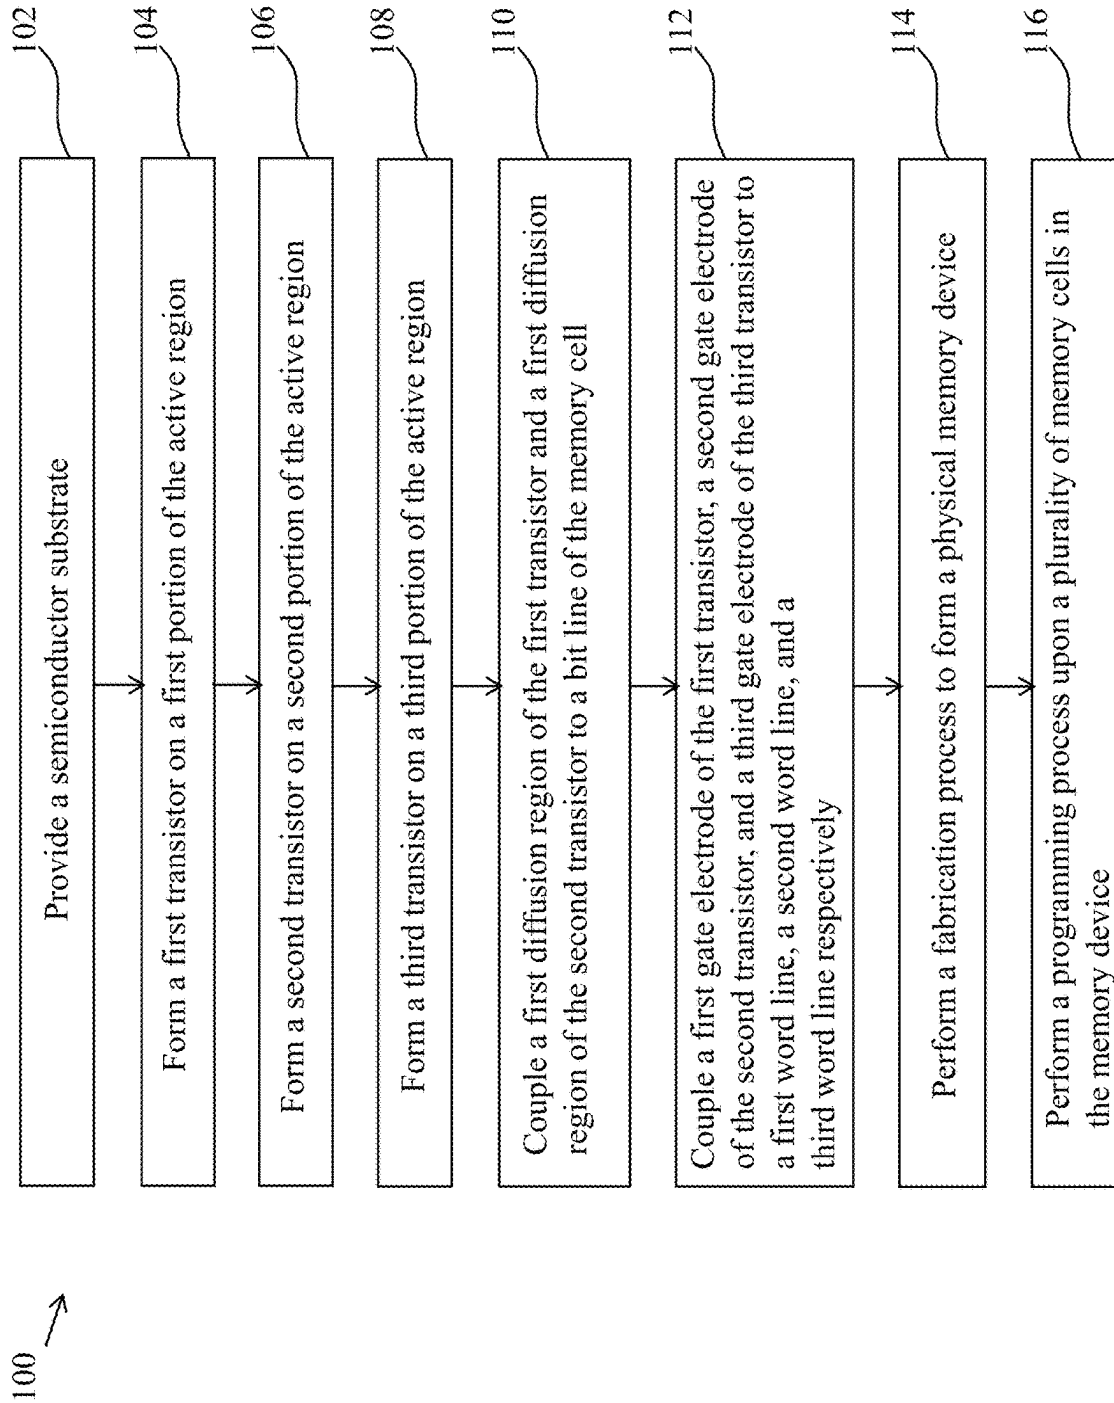 100
102
Provide a semiconductor substrate
104
Form a first transistor on a first portion of the active region
106
Form a second transistor on a second portion of the active region
108
Form a third transistor on a third portion of the active region
110
Couple a first diffusion region of the first transistor and a first diffusion
region of the second transistor to a bit line of the memory cell
112
Couple a first gate electrode of the first transistor, a second gate electrode
of the second transistor, and a third gate electrode of the third transistor to
a first word line, a second word line, and a
third word line respectively
114
Perform a fabrication process to form a physical memory device
116
Perform a programming process upon a plurality of memory cells in
the memory device